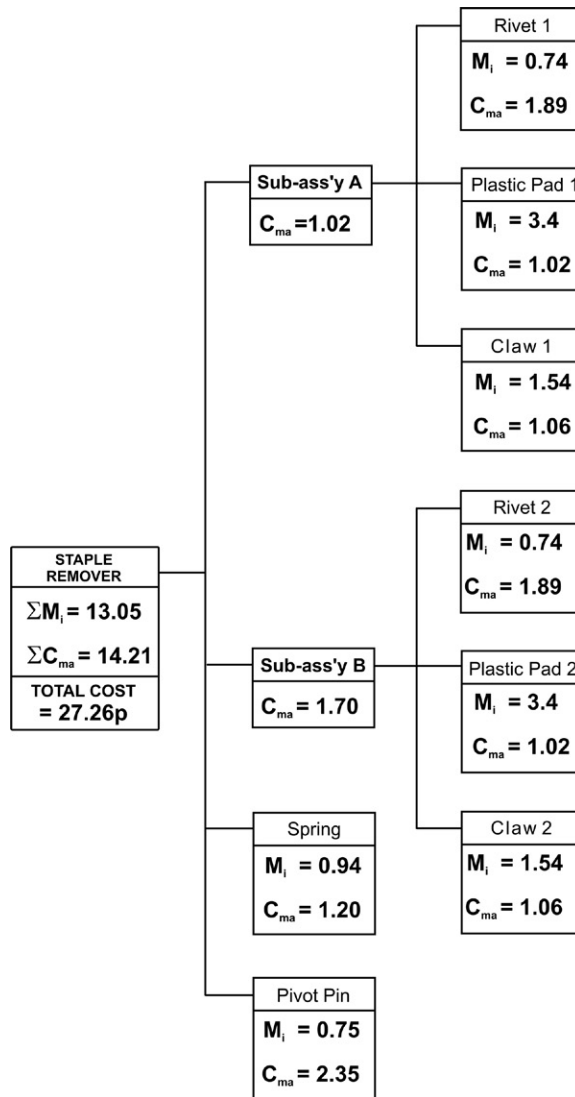 Rivet 1
Mi = 0.74
Cma = 1.89
Sub-ass'y A
Cma =1.02
Plastic Pad 1
Mi = 3.4
Cma = 1.02
Claw 1
Mi = 1.54
Cma = 1.06
STAPLE
REMOVER
ΣMi = 13.05
ΣCma = 14.21
TOTAL COST
= 27.26p
Rivet 2
Mi = 0.74
Cma = 1.89
Sub-ass'y B
Cma = 1.70
Plastic Pad 2
Mi = 3.4
Cma = 1.02
Spring
Mi = 0.94
Cma = 1.20
Claw 2
Mi = 1.54
Cma = 1.06
Pivot Pin
Mi = 0.75
Cma = 2.35